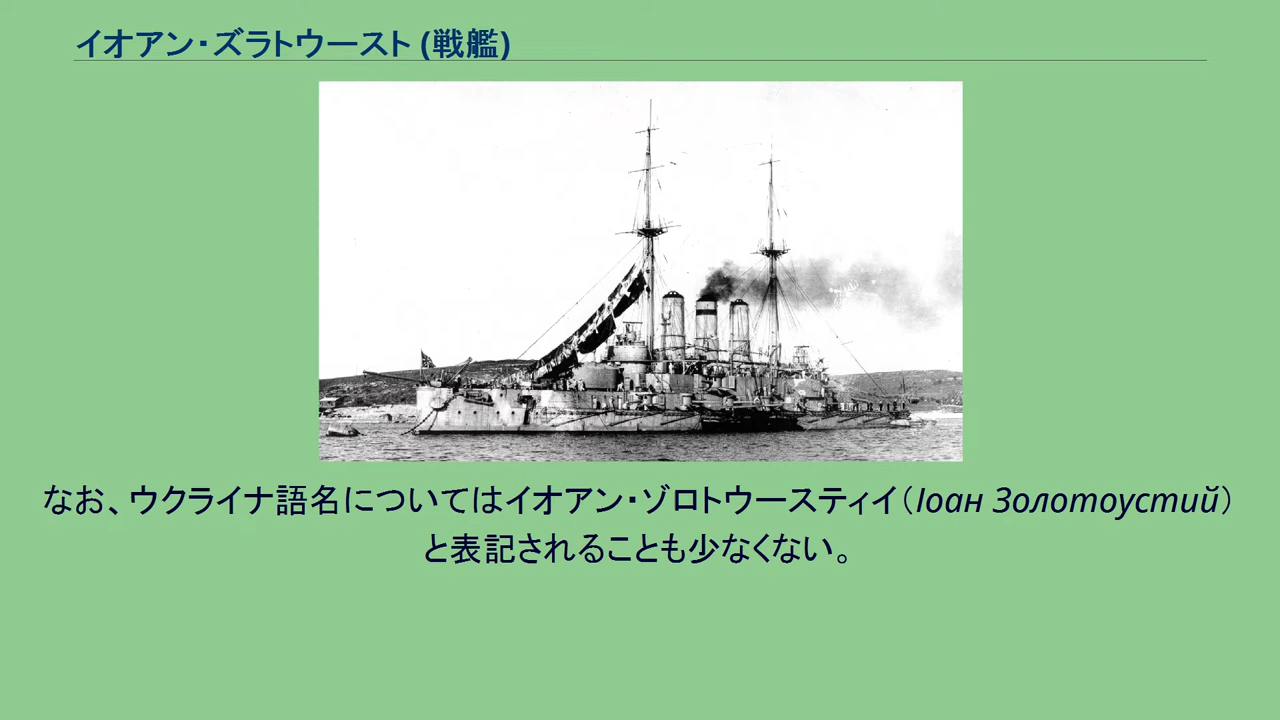 イオアン・ズラトウースト (戦艦)
なお、ウクライナ語名についてはイオアン・ゾロトウースティイ（Іоан Золотоустий）
と表記されることも少なくない。